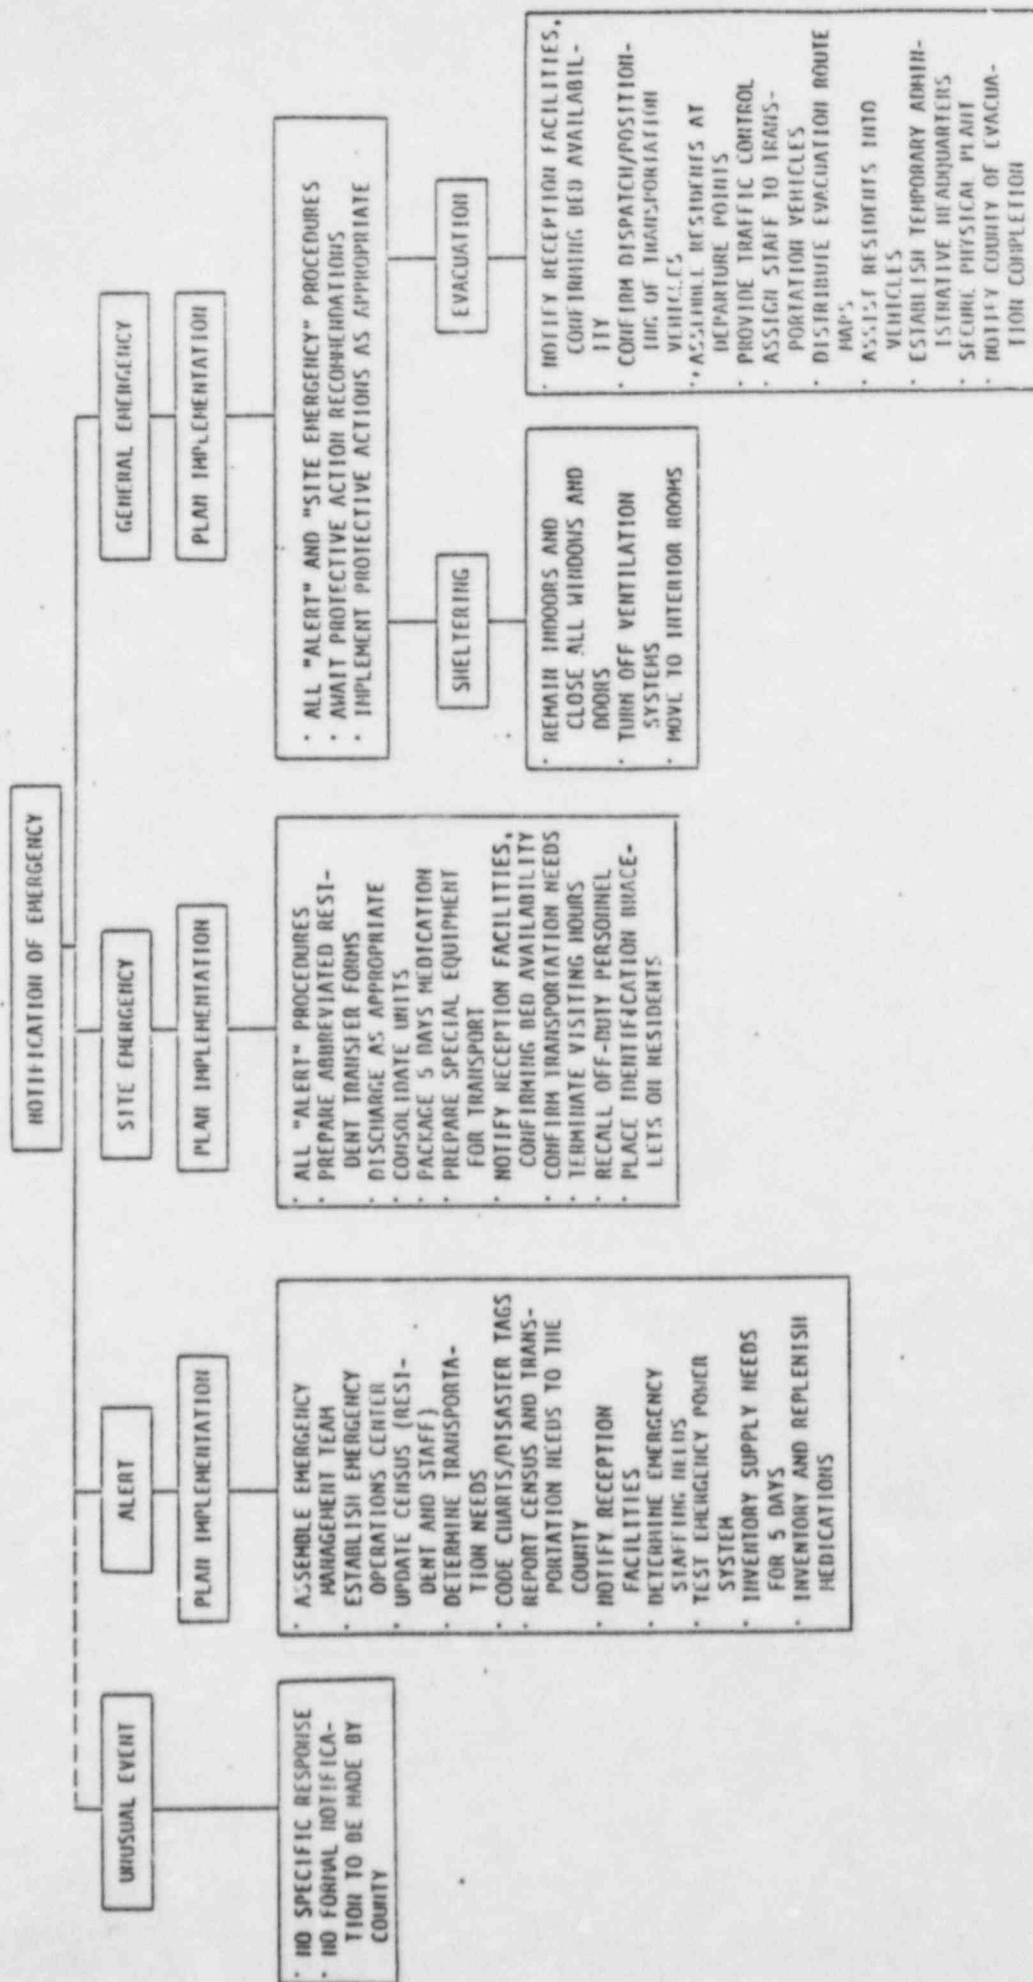 NOTIFICATION OF EMERGENCY
UNUSUAL EVENT
· NO SPECIFIC RESPONSE
· NO FORMAL NOTIFICA-
TION TO BE MADE BY
COUNTY
ALERT
PLAN IMPLEMENTATION
· ASSEMBLE EMERGENCY
MANAGEMENT TEAM
· ESTABLISH EMERGENCY
OPERATIONS CENTER
· UPDATE CENSUS (RESI-
DENT AND STAFF)
· DETERMINE TRANSPORTA-
TION NEEDS
· CODE CHARTS/DISASTER TAGS
· REPORT CENSUS AND TRANS-
PORTATION NEEDS TO THE
COUNTY
· NOTIFY RECEPTION
FACILITIES
· DETERMINE EMERGENCY
STAFFING NEEDS
· TEST EMERGENCY POWER
SYSTEM
· INVENTORY SUPPLY NEEDS
FOR 5 DAYS
· INVENTORY AND REPLENISH
MEDICATIONS
SITE EMERGENCY
PLAN IMPLEMENTATION
· ALL "ALERT" PROCEDURES
· PREPARE ABBREVIATED RESI-
DENT TRANSFER FORMS
· DISCHARGE AS APPROPRIATE
· CONSOLIDATE UNITS
· PACKAGE 5 DAYS MEDICATION
· PREPARE SPECIAL EQUIPMENT
FOR TRANSPORT
· NOTIFY RECEPTION FACILITIES,
CONFIRMING BED AVAILABILITY
· CONFIRM TRANSPORTATION NEEDS
· TERMINATE VISITING HOURS
· RECALL OFF-DUTY PERSONNEL
· PLACE IDENTIFICATION BRACE-
LETS ON RESIDENTS
GENERAL EMERGENCY
PLAN IMPLEMENTATION
· ALL "ALERT" AND "SITE EMERGENCY" PROCEDURES
· AWAIT PROTECTIVE ACTION RECOMMENDATIONS
· IMPLEMENT PROTECTIVE ACTIONS AS APPROPRIATE
SHELTERING
· REMAIN INDOORS AND
CLOSE ALL WINDOWS AND
DOORS
· TURN OFF VENTILATION
SYSTEMS
· MOVE TO INTERIOR ROOMS
EVACUATION
· NOTIFY RECEPTION FACILITIES,
CONFIRMING BED AVAILABIL-
ITY
· CONFIRM DISPATCH/POSITION-
ING OF TRANSPORTATION
VEHICLES
· ASSEMBLE RESIDENTS AT
DEPARTURE POINTS
· PROVIDE TRAFFIC CONTROL
· ASSIGN STAFF TO TRANS-
PORTATION VEHICLES
· DISTRIBUTE EVACUATION ROUTE
MAPS
· ASSIST RESIDENTS INTO
VEHICLES
· ESTABLISH TEMPORARY ADMIN-
ISTRATIVE HEADQUARTERS
· SECURE PHYSICAL PLANT
· NOTIFY COUNTY OF EVACUA-
TION COMPLETION